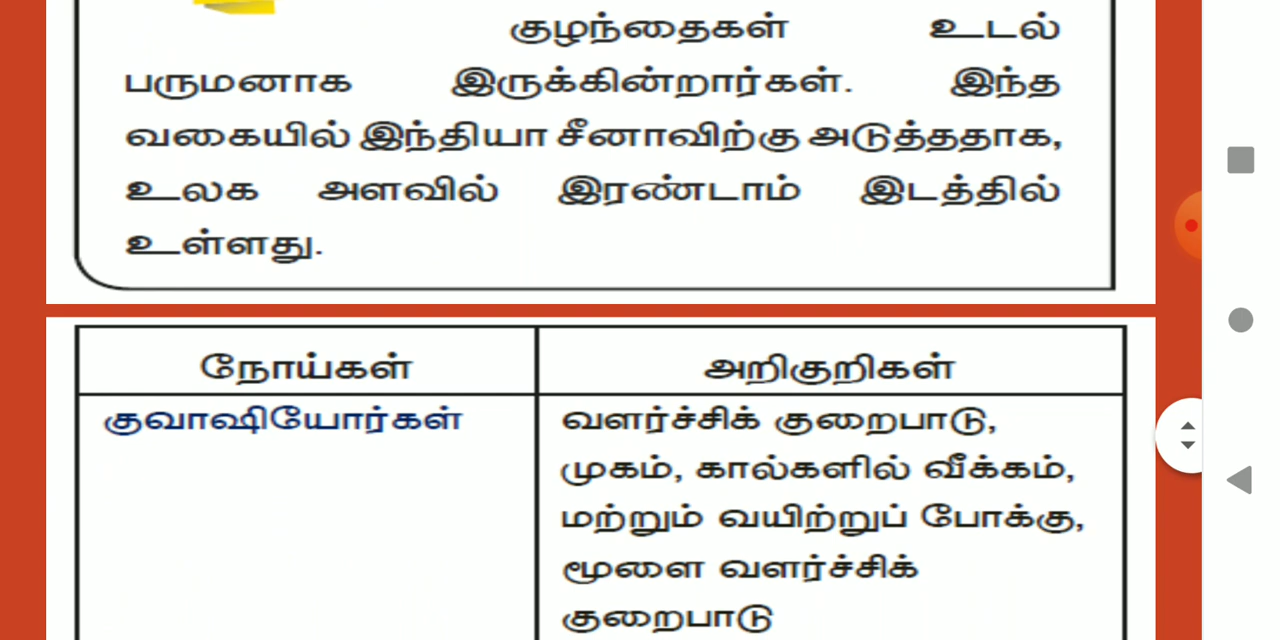 குழந்தைகள் உடல்
பருமனாக இருக்கின்றார்கள். இந்த
வகையில் இந்தியா சீனாவிற்கு அடுத்ததாக,
உலக அளவில் இரண்டாம் இடத்தில்
உள்ளது.
நோய்கள் அறிகுறிகள்
குவாஷியோர்கள் வளர்ச்சிக் குறைபாடு,
முகம், கால்களில் வீக்கம்,
மற்றும் வயிற்றுப் போக்கு,
மூளை வளர்ச்சிக்
குறைபாடு